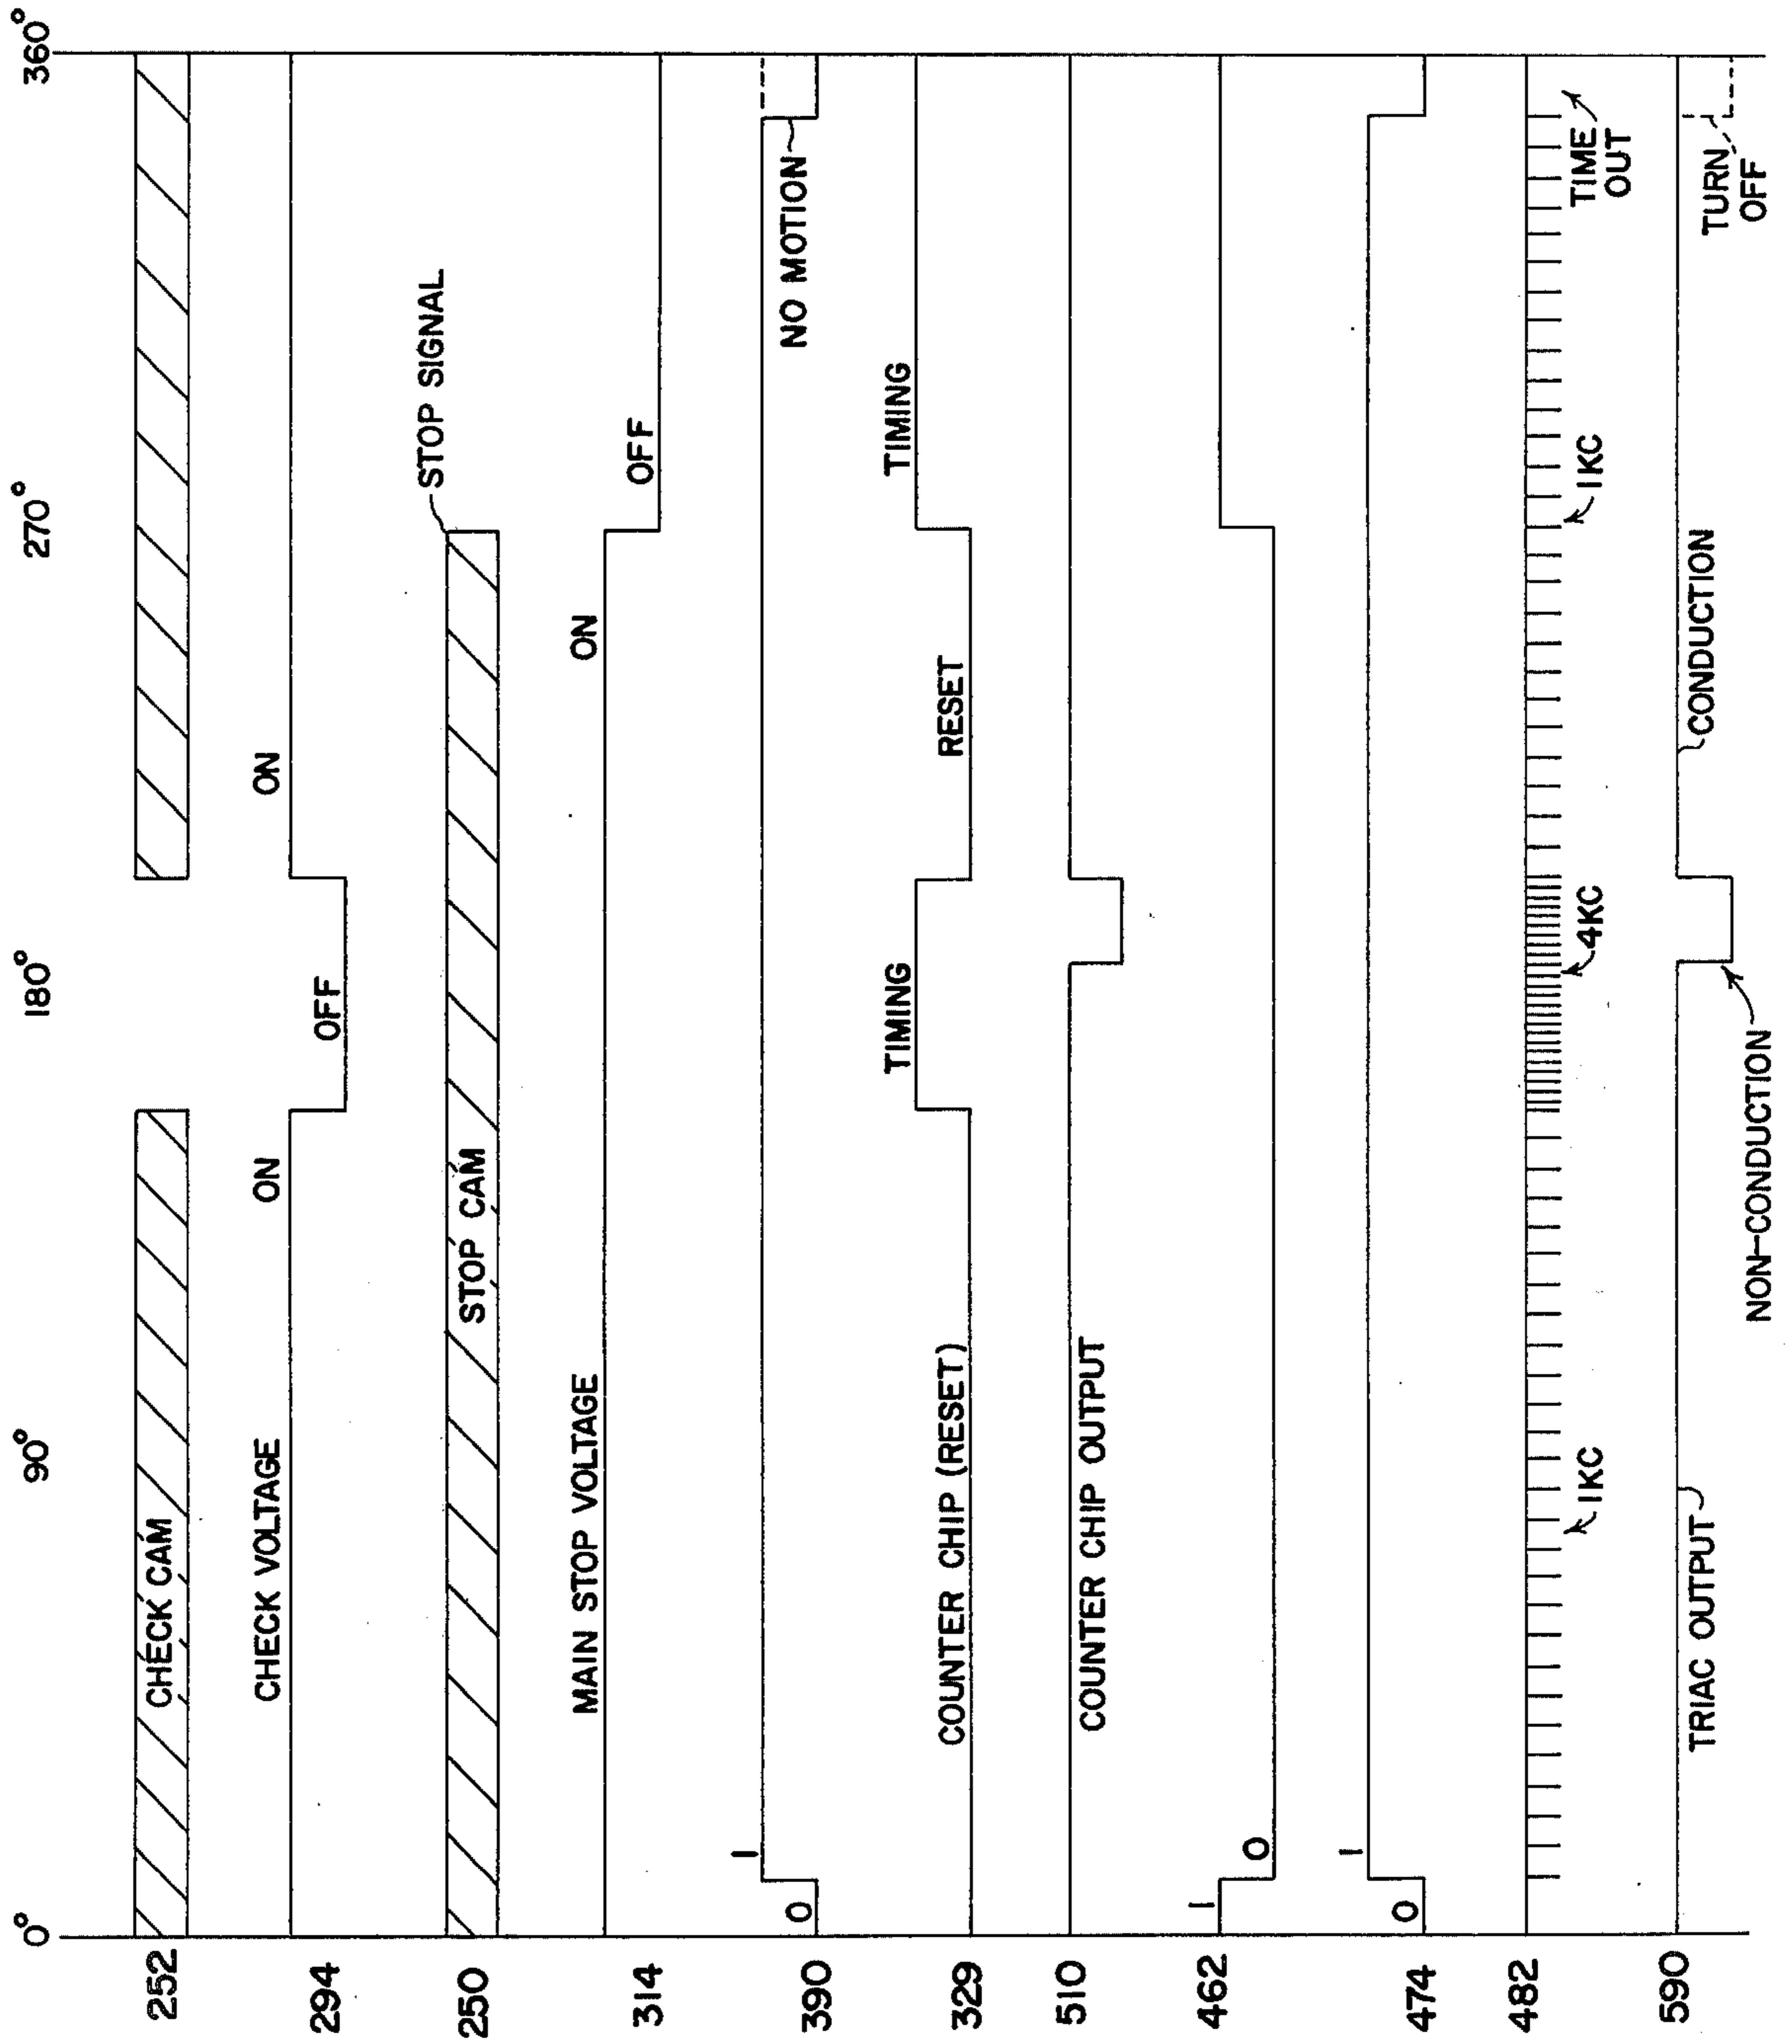 0° 90° 180° 270° 360°
252 CHECK CAM
294 CHECK VOLTAGE ON OFF ON
250 STOP CAM STOP SIGNAL
314 MAIN STOP VOLTAGE ON OFF
390 0 1 NO MOTION
329 COUNTER CHIP (RESET) TIMING RESET TIMING
510 COUNTER CHIP OUTPUT
462 1 0
474 0 1
482 1KC 4KC 1KC TIME
OUT
590 TRIAC OUTPUT NON-CONDUCTION CONDUCTION TURN
OFF